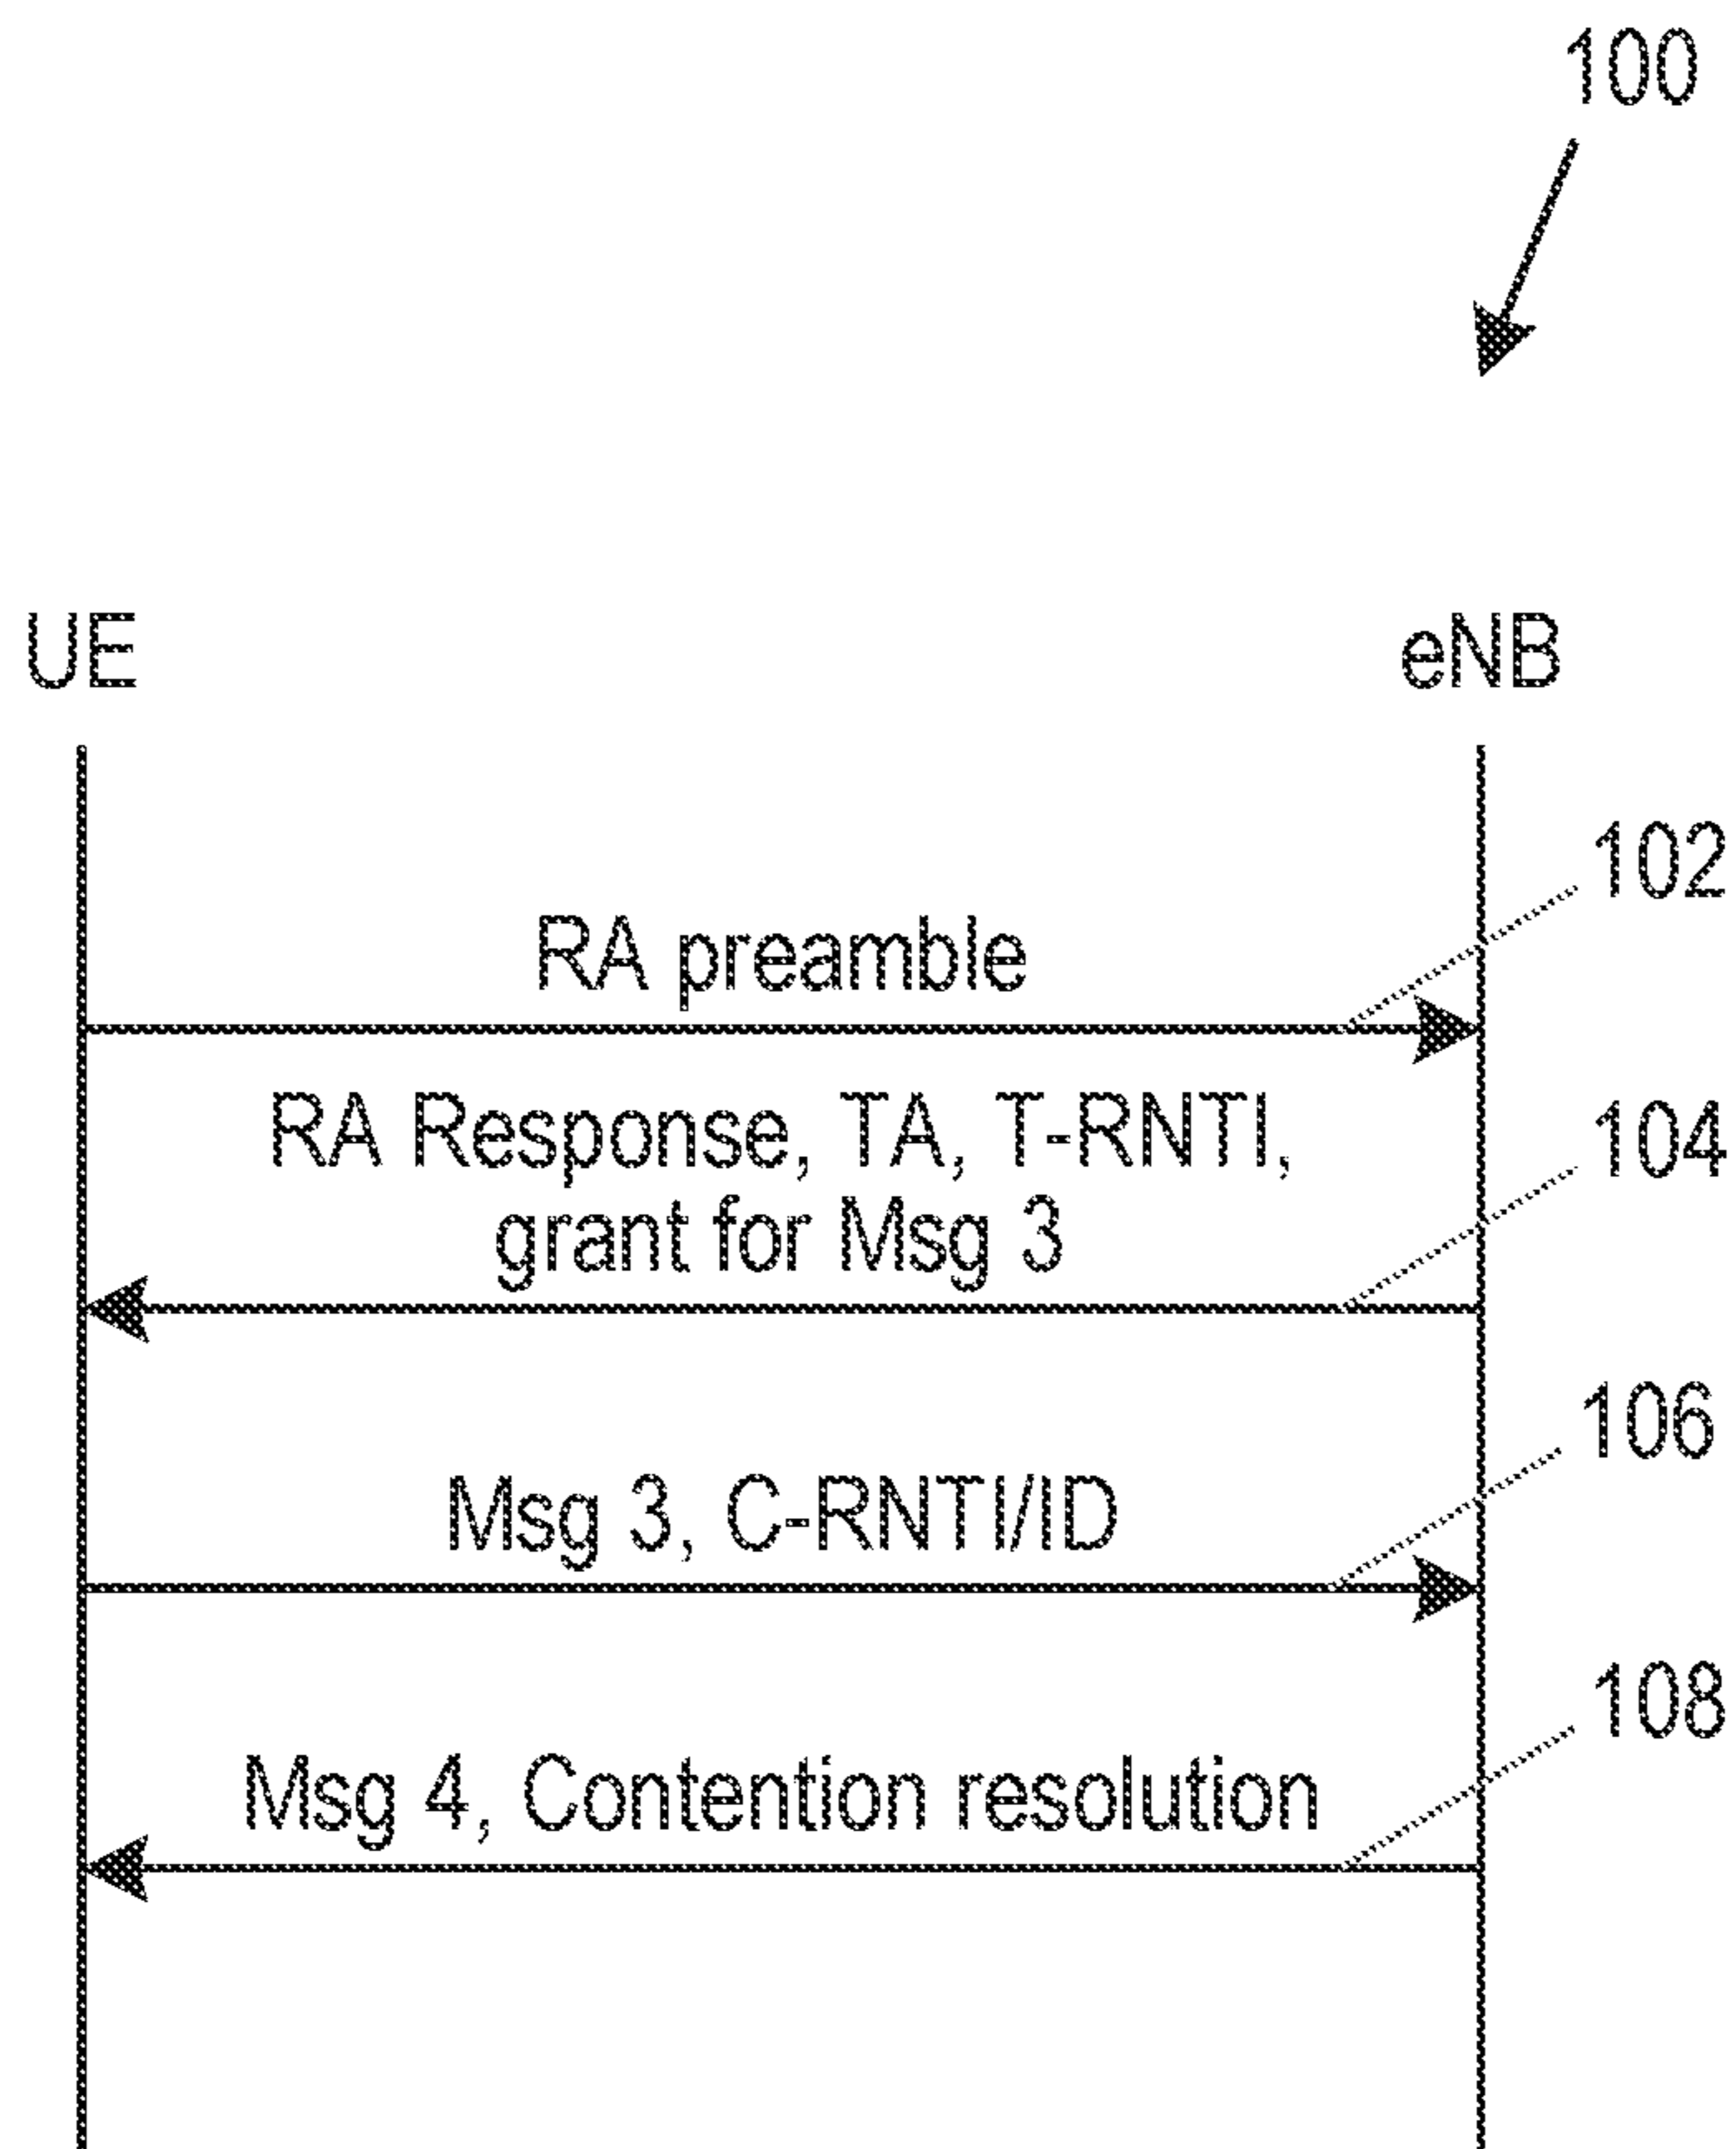 100
UE
eNB
102
RA preamble
RA Response, TA, T-RNTI,
104
grant for Msg 3
106
Msg 3, C-RNTI/ID
108
Msg 4, Contention resolution